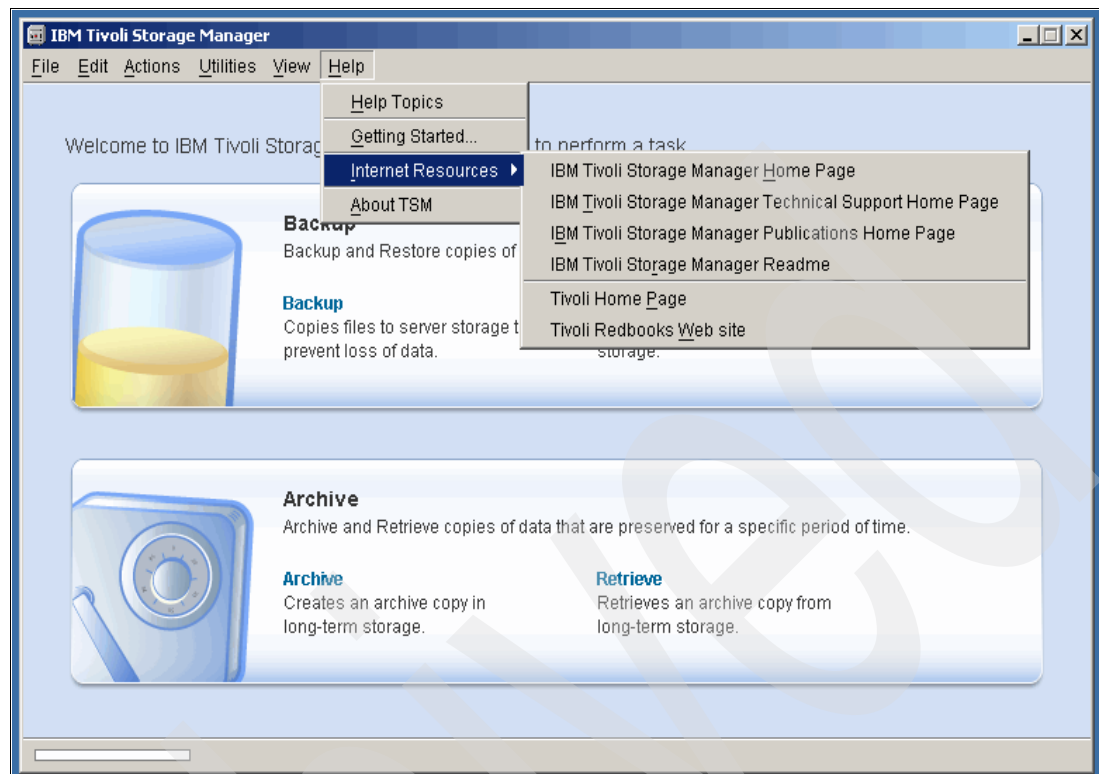 IBM Tivoli Storage Manager
File Edit Actions Utilities View Help
Help Topics
Getting Started...
Internet Resources
About TSM
IBM Tivoli Storage Manager Home Page
IBM Tivoli Storage Manager Technical Support Home Page
IBM Tivoli Storage Manager Publications Home Page
IBM Tivoli Storage Manager Readme
Tivoli Home Page
Tivoli Redbooks Web site
Welcome to IBM Tivoli to perform a task
Backup
Backup and Restore copies of
Backup
Copies files to server storage
prevent loss of data.
storage.
Archive
Archive and Retrieve copies of data that are preserved for a specific period of time.
Archive
Creates an archive copy in
long-term storage.
Retrieve
Retrieves an archive copy from
long-term storage.